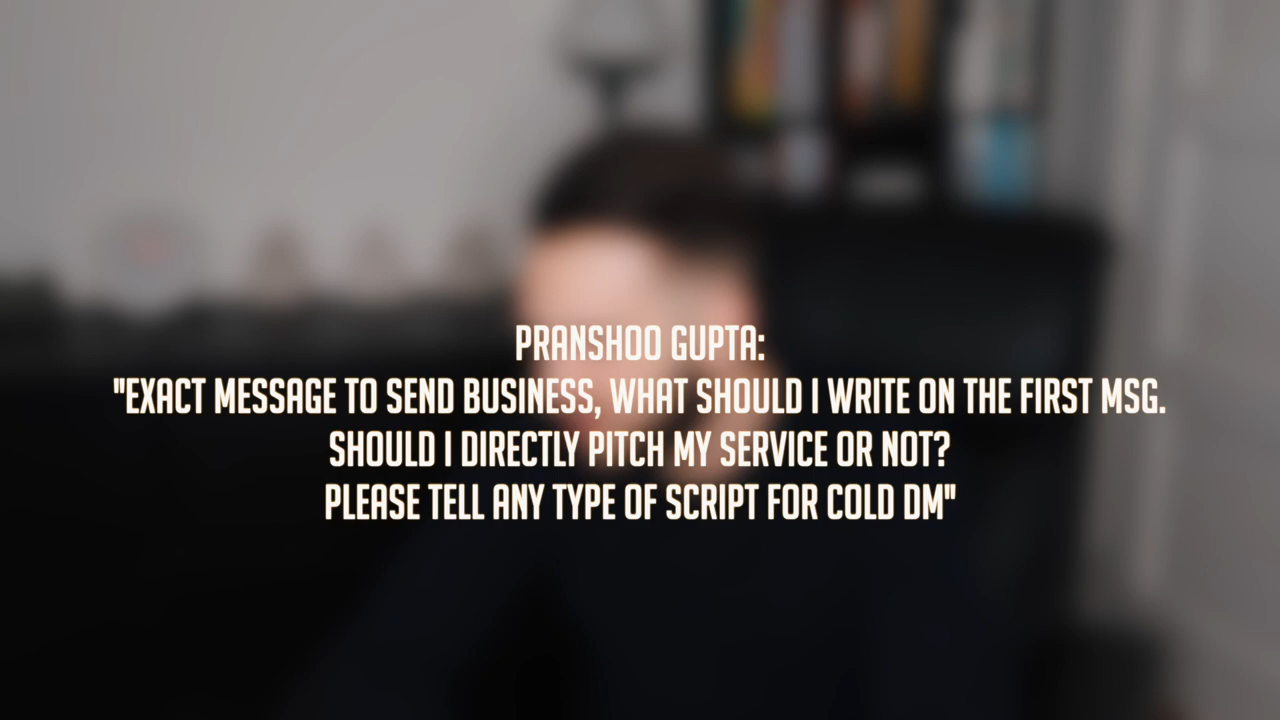 PRANSHOO GUPTA:
"EXACT MESSAGE TO SEND BUSINESS, WHAT SHOULD I WRITE ON THE FIRST MSG.
SHOULD I DIRECTLY PITCH MY SERVICE OR NOT?
PLEASE TELL ANY TYPE OF SCRIPT FOR COLD DM"